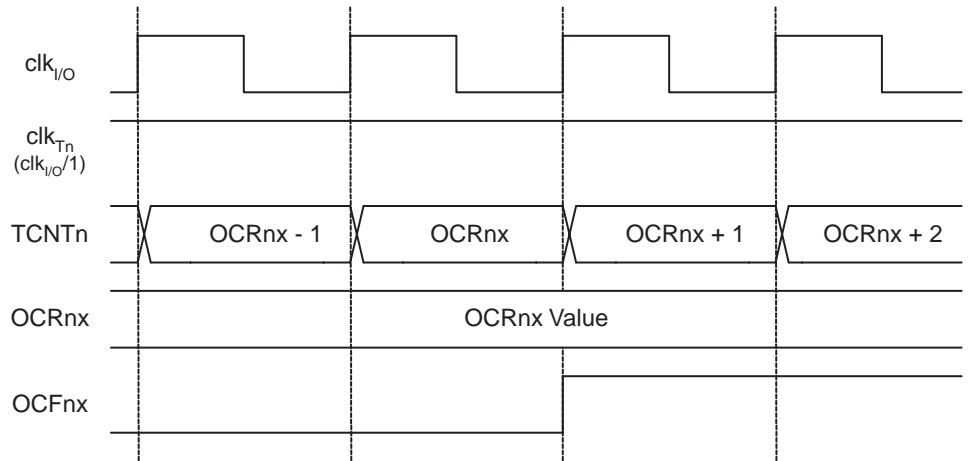 clkI/O
clkTn
(clkI/O/1)
TCNTn
OCRnx - 1
OCRnx
OCRnx + 1
OCRnx + 2
OCRnx
OCRnx Value
OCFnx